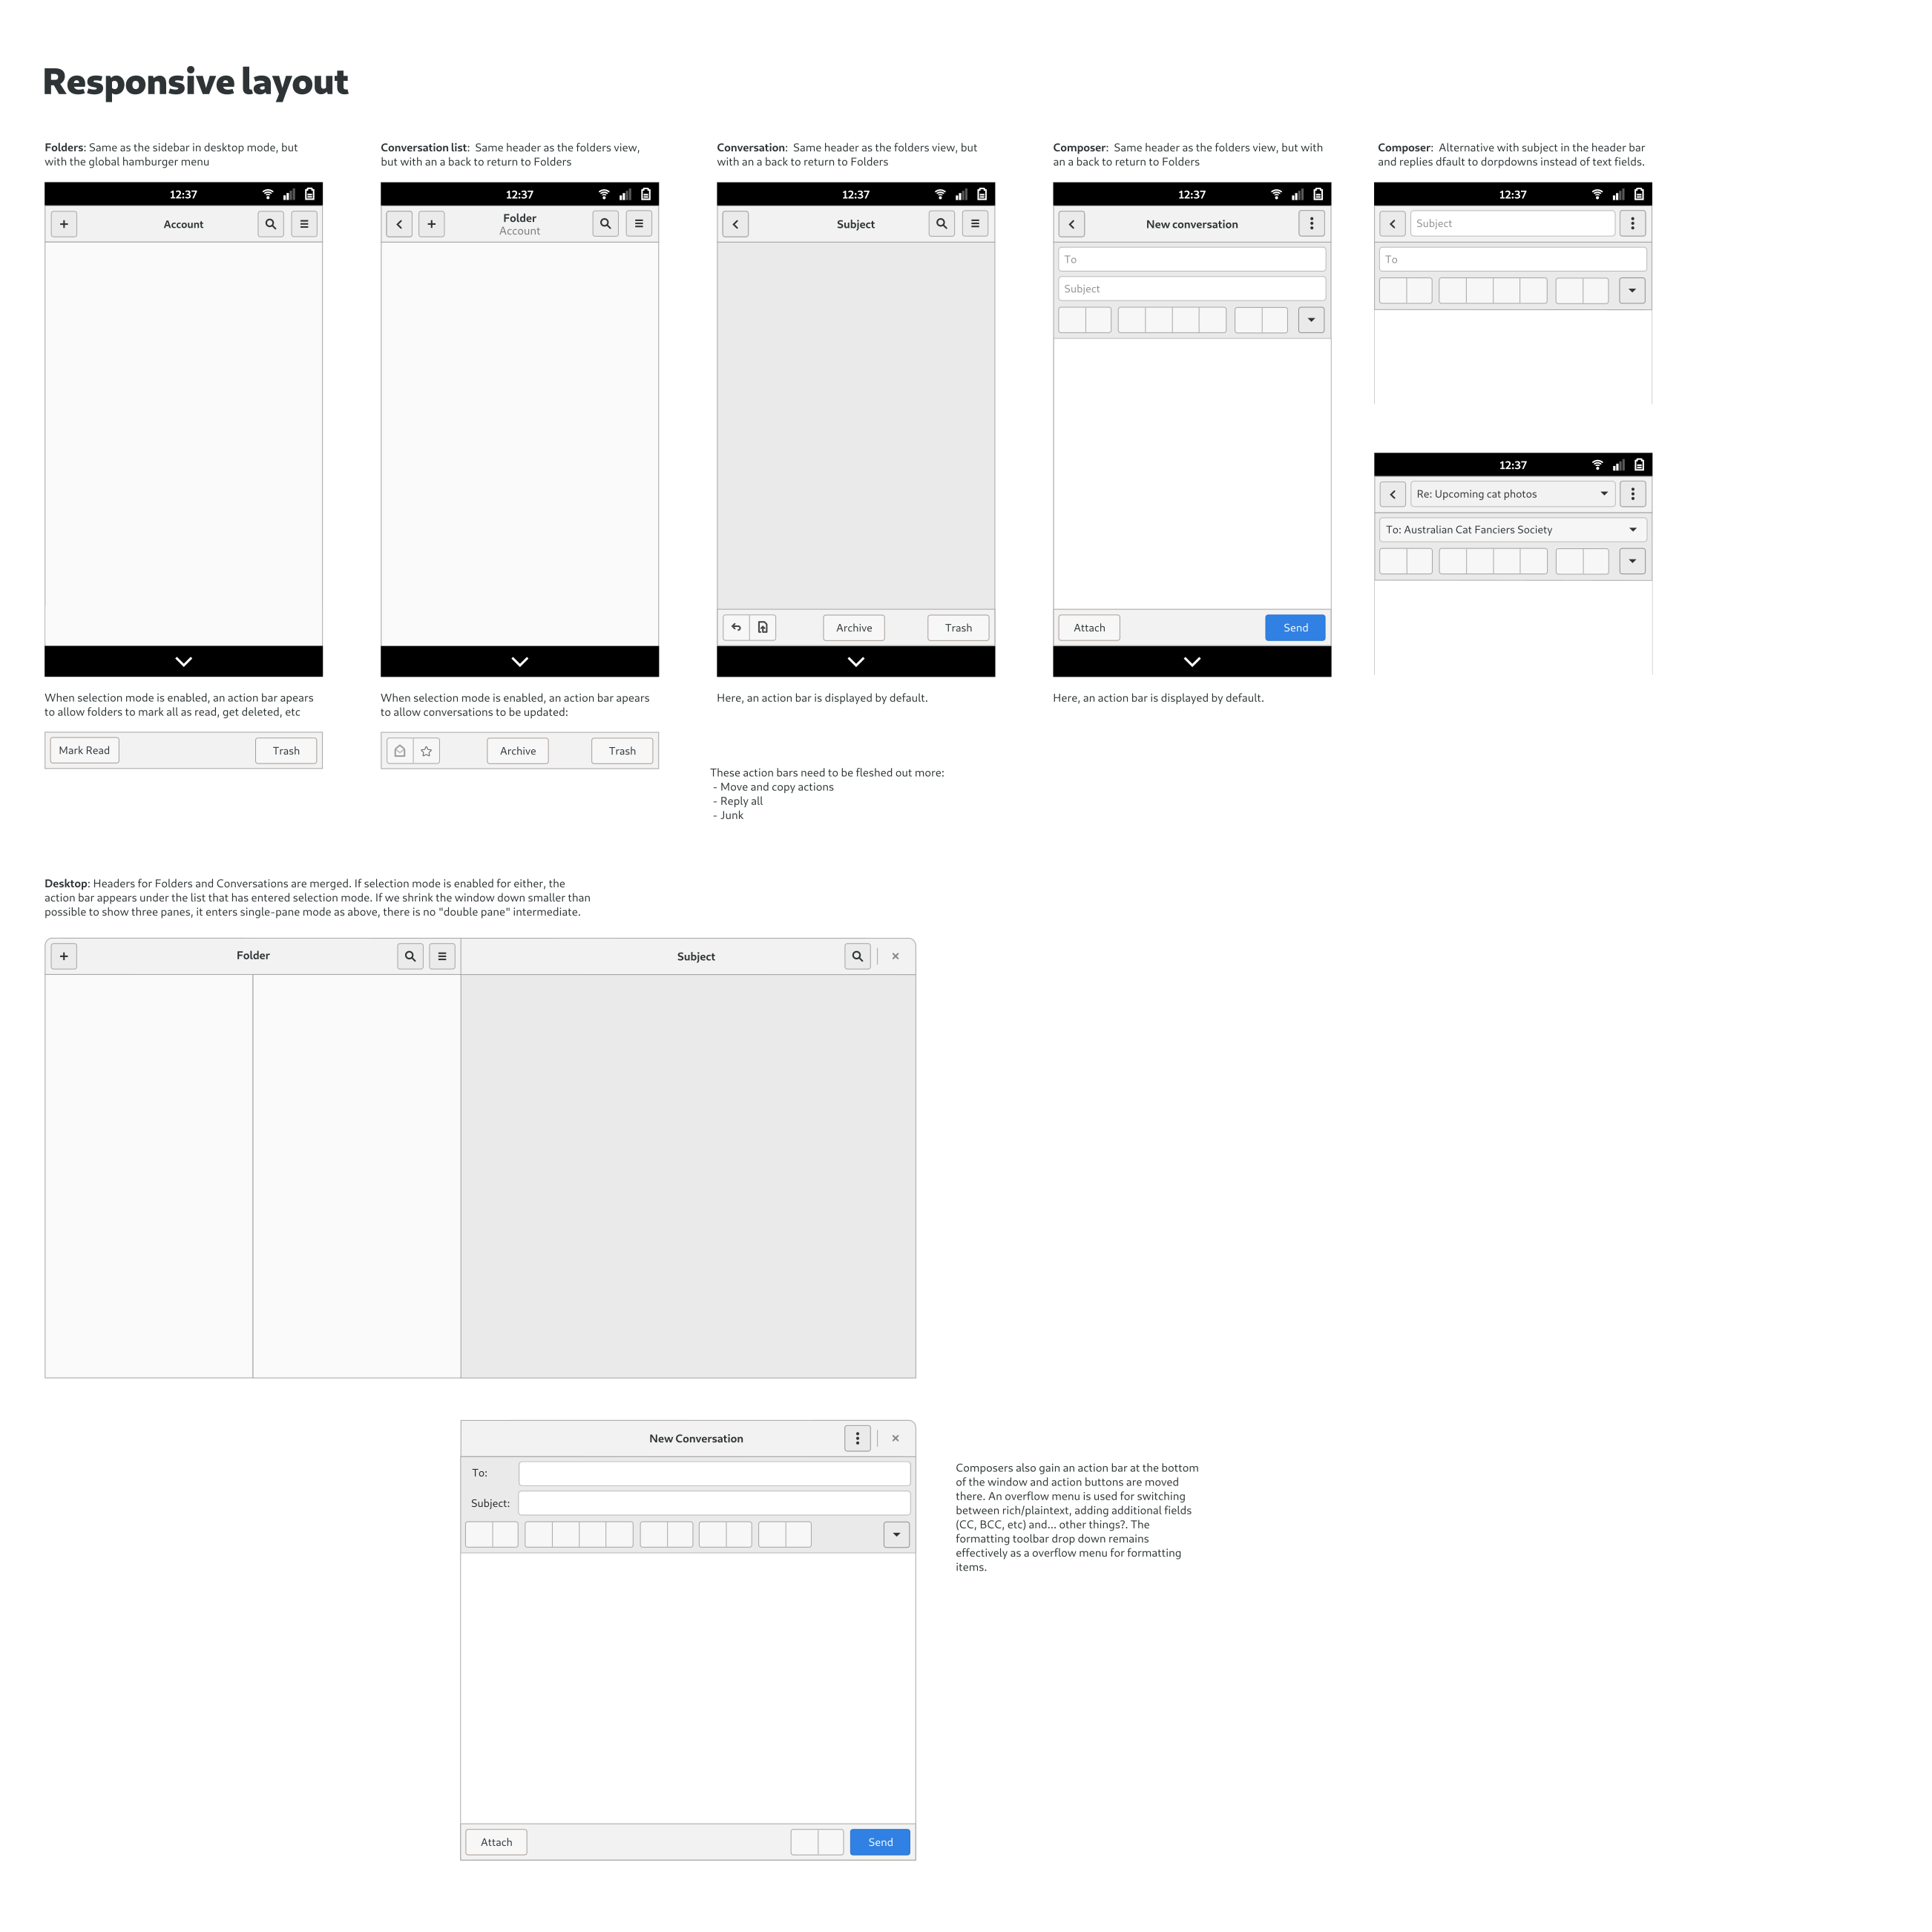 Responsive layout
Folders: Same as the sidebar in desktop mode, but
with the global hamburger menu
12:37
Account
Mark Read
Trash
When selection mode is enabled, an action bar apears
to allow folders to mark all as read, get deleted, etc
Conversation list:  Same header as the folders view,
but with an a back to return to Folders
12:37
Folder
Account
When selection mode is enabled, an action bar apears
to allow conversations to be updated:
Archive
Trash
Conversation:  Same header as the folders view, but
with an a back to return to Folders
12:37
Subject
Archive
Trash
Here, an action bar is displayed by default.
These action bars need to be fleshed out more:
- Move and copy actions
- Reply all
- Junk
Composer:  Same header as the folders view, but with
an a back to return to Folders
12:37
New conversation
To
Subject
Attach
Send
Here, an action bar is displayed by default.
Composer:  Alternative with subject in the header bar
and replies dfault to dorpdowns instead of text fields.
12:37
Subject
To
12:37
Re: Upcoming cat photos
To: Australian Cat Fanciers Society
Desktop: Headers for Folders and Conversations are merged. If selection mode is enabled for either, the
action bar appears under the list that has entered selection mode. If we shrink the window down smaller than
possible to show three panes, it enters single-pane mode as above, there is no "double pane" intermediate.
Folder
Subject
New Conversation
To:
Subject:
Attach
Send
Composers also gain an action bar at the bottom
of the window and action buttons are moved
there. An overflow menu is used for switching
between rich/plaintext, adding additional fields
(CC, BCC, etc) and... other things?. The
formatting toolbar drop down remains
effectively as a overflow menu for formatting
items.